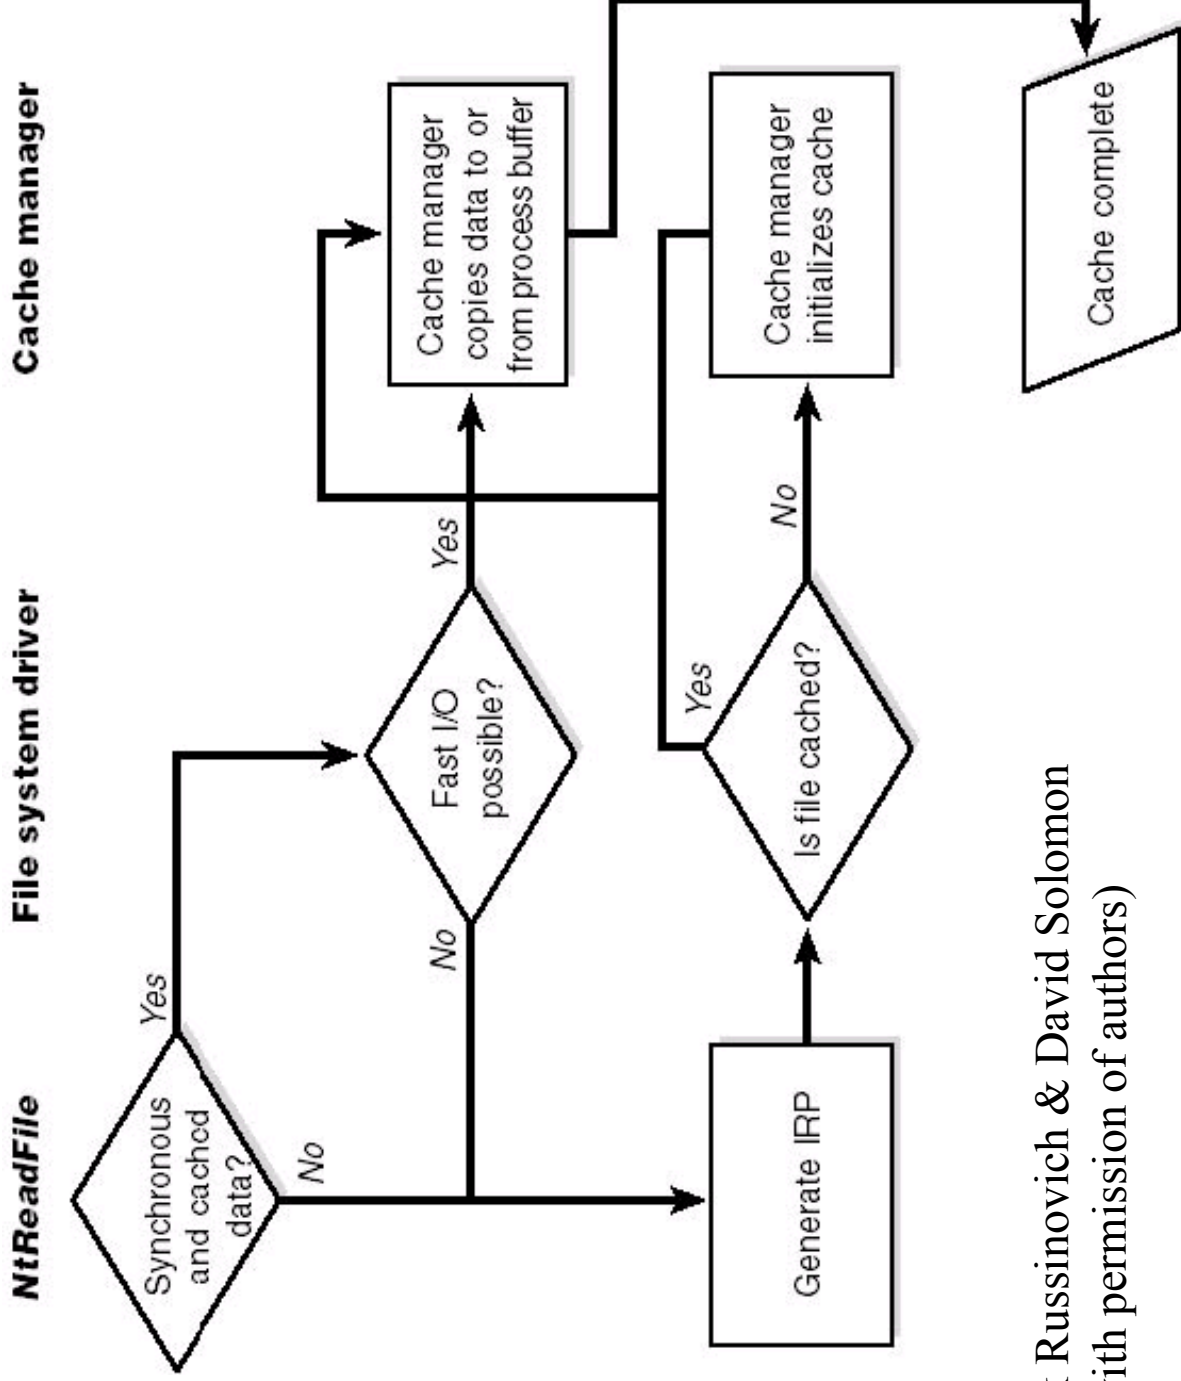 NtReadFile
File system driver
Cache manager
Synchronous
and cached
data?
Yes
No
Fast I/O
possible?
Yes
No
Cache manager
copies data to or
from process buffer
Generate IRP
Is file cached?
Yes
No
Cache manager
initializes cache
Cache complete
Russinovich & David Solomon
permission of authors)